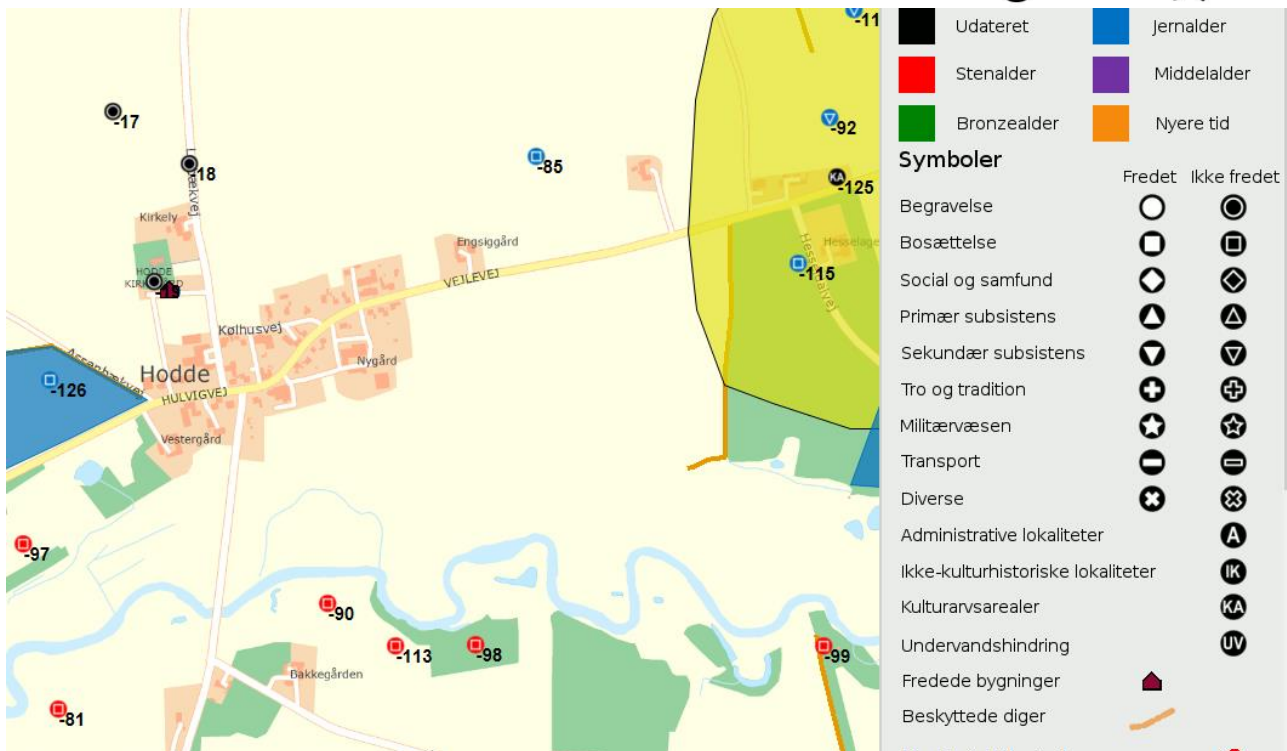 -11
-17
-92
-85
-18
-125
KA
Kirkely
Engsiggård
HODDE
VEJLEVEJ
-115
Kølhusvej
Nygård
Hodde
-126
HULVIGVEJ
Vestergård
-97
-90
-113
-98
-99
Bakkegården
-81
Udateret
Jernalder
Stenalder
Middelalder
Bronzealder
Nyere tid
Symboler
Fredet Ikke fredet
Begravelse
Bosættelse
Social og samfund
Primær subsistens
Sekundær subsistens
Tro og tradition
Militærvæsen
Transport
Diverse
Administrative lokaliteter A
Ikke-kulturhistoriske lokaliteter IK
Kulturarvsarealer KA
Undervandshindring UV
Fredede bygninger
Beskyttede diger